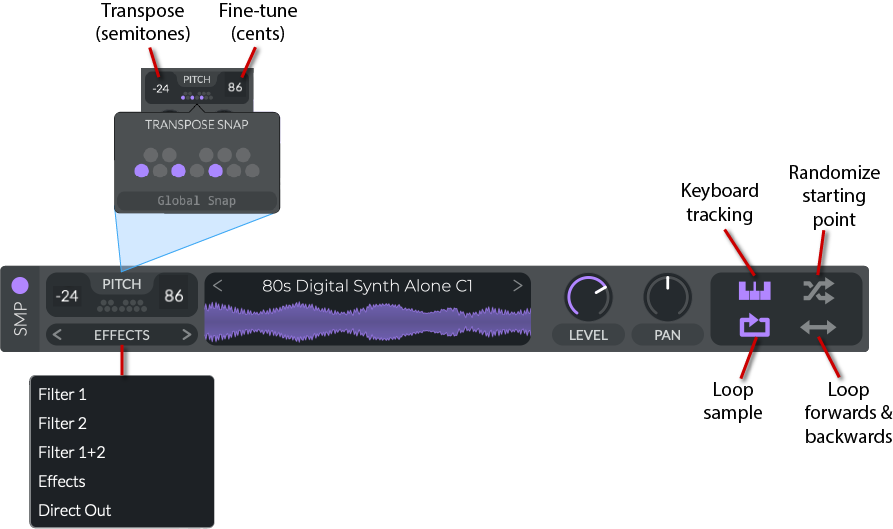 Transpose
(semitones)
Fine-tune
(cents)
-24
PITCH
86
TRANSPOSE SNAP
Global Snap
Keyboard
tracking
Randomize
starting
point
SMP
-24
PITCH
86
< EFFECTS >
< 80s Digital Synth Alone C1 >
LEVEL
PAN
Loop
sample
Loop
forwards &
backwards
Filter 1
Filter 2
Filter 1+2
Effects
Direct Out